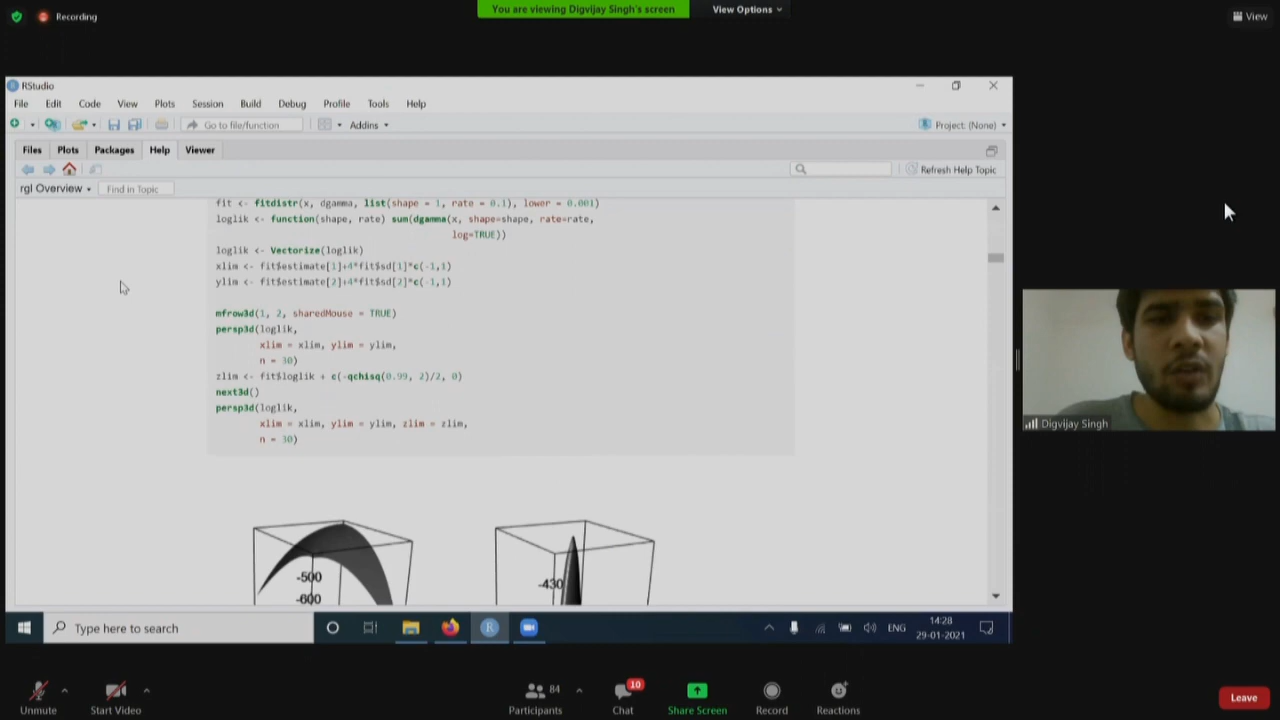 Recording
You are viewing Digvijay Singh's screen
View Options
View
RStudio
File Edit Code View Plots Session Build Debug Profile Tools Help
Go to file/function
Addins
Project: (None)
Files Plots Packages Help Viewer
Refresh Help Topic
rgl Overview
Find in Topic
fit <- fitdistr(x, dgamma, list(shape = 1, rate = 0.1), lower = 0.001)
loglik <- function(shape, rate) sum(dgamma(x, shape=shape, rate=rate,
log=TRUE))
loglik <- Vectorize(loglik)
xlim <- fit$estimate[1]+4*fit$sd[1]*c(-1,1)
ylim <- fit$estimate[2]+4*fit$sd[2]*c(-1,1)
mfrow3d(1, 2, sharedMouse = TRUE)
persp3d(loglik,
xlim = xlim, ylim = ylim,
n = 30)
zlim <- fit$loglik + c(-qchisq(0.99, 2)/2, 0)
next3d()
persp3d(loglik,
xlim = xlim, ylim = ylim, zlim = zlim,
n = 30)
-500
-600
-430
Digvijay Singh
Type here to search
ENG
14:28
29-01-2021
Unmute
Start Video
84
Participants
10
Chat
Share Screen
Record
Reactions
Leave